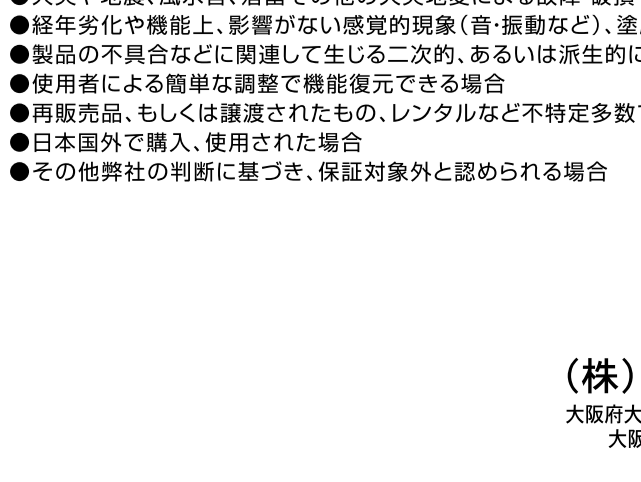 ●経年劣化や機能上、影響がない感覚的現象（音・振動など）、塗
●製品の不具合などに関連して生じる二次的、あるいは派生的に
●使用者による簡単な調整で機能復元できる場合
●再販売品、もしくは譲渡されたもの、レンタルなど不特定多数
●日本国外で購入、使用された場合
●その他弊社の判断に基づき、保証対象外と認められる場合
（株）
大阪府大
大阪